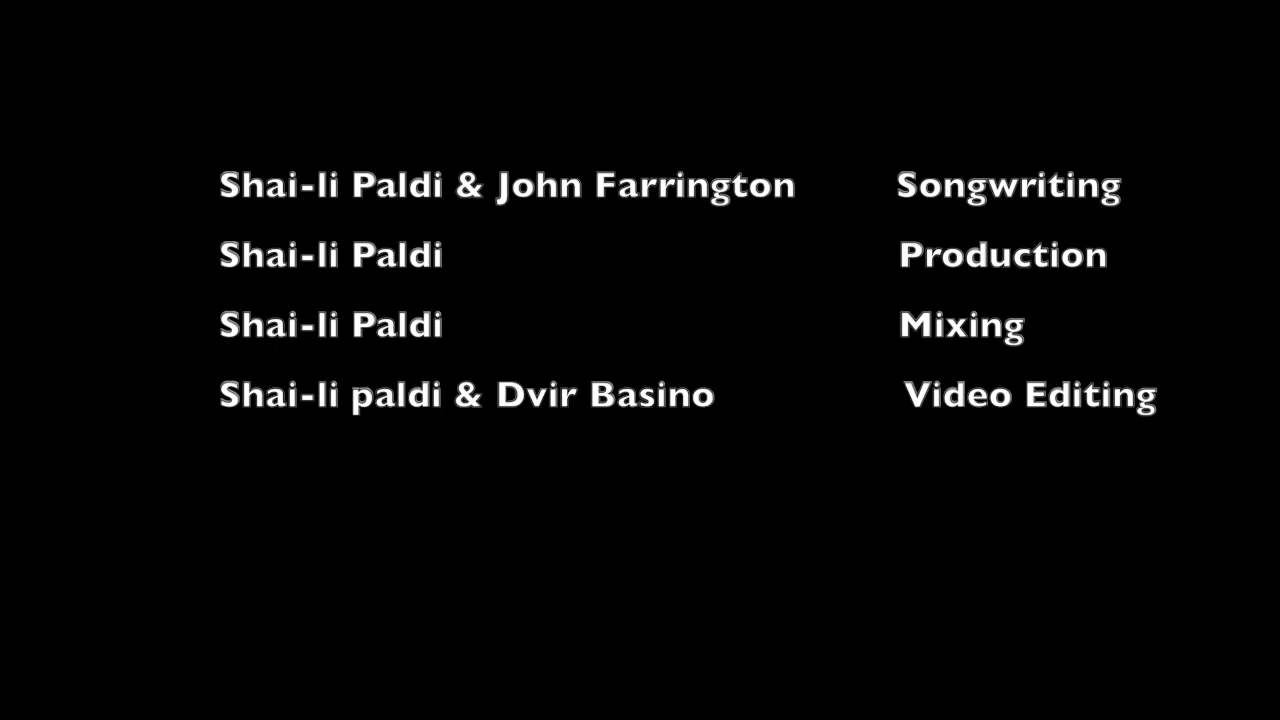 Shai-li Paldi & John Farrington Songwriting
Shai-li Paldi Production
Shai-li Paldi Mixing
Shai-li paldi & Dvir Basino Video Editing